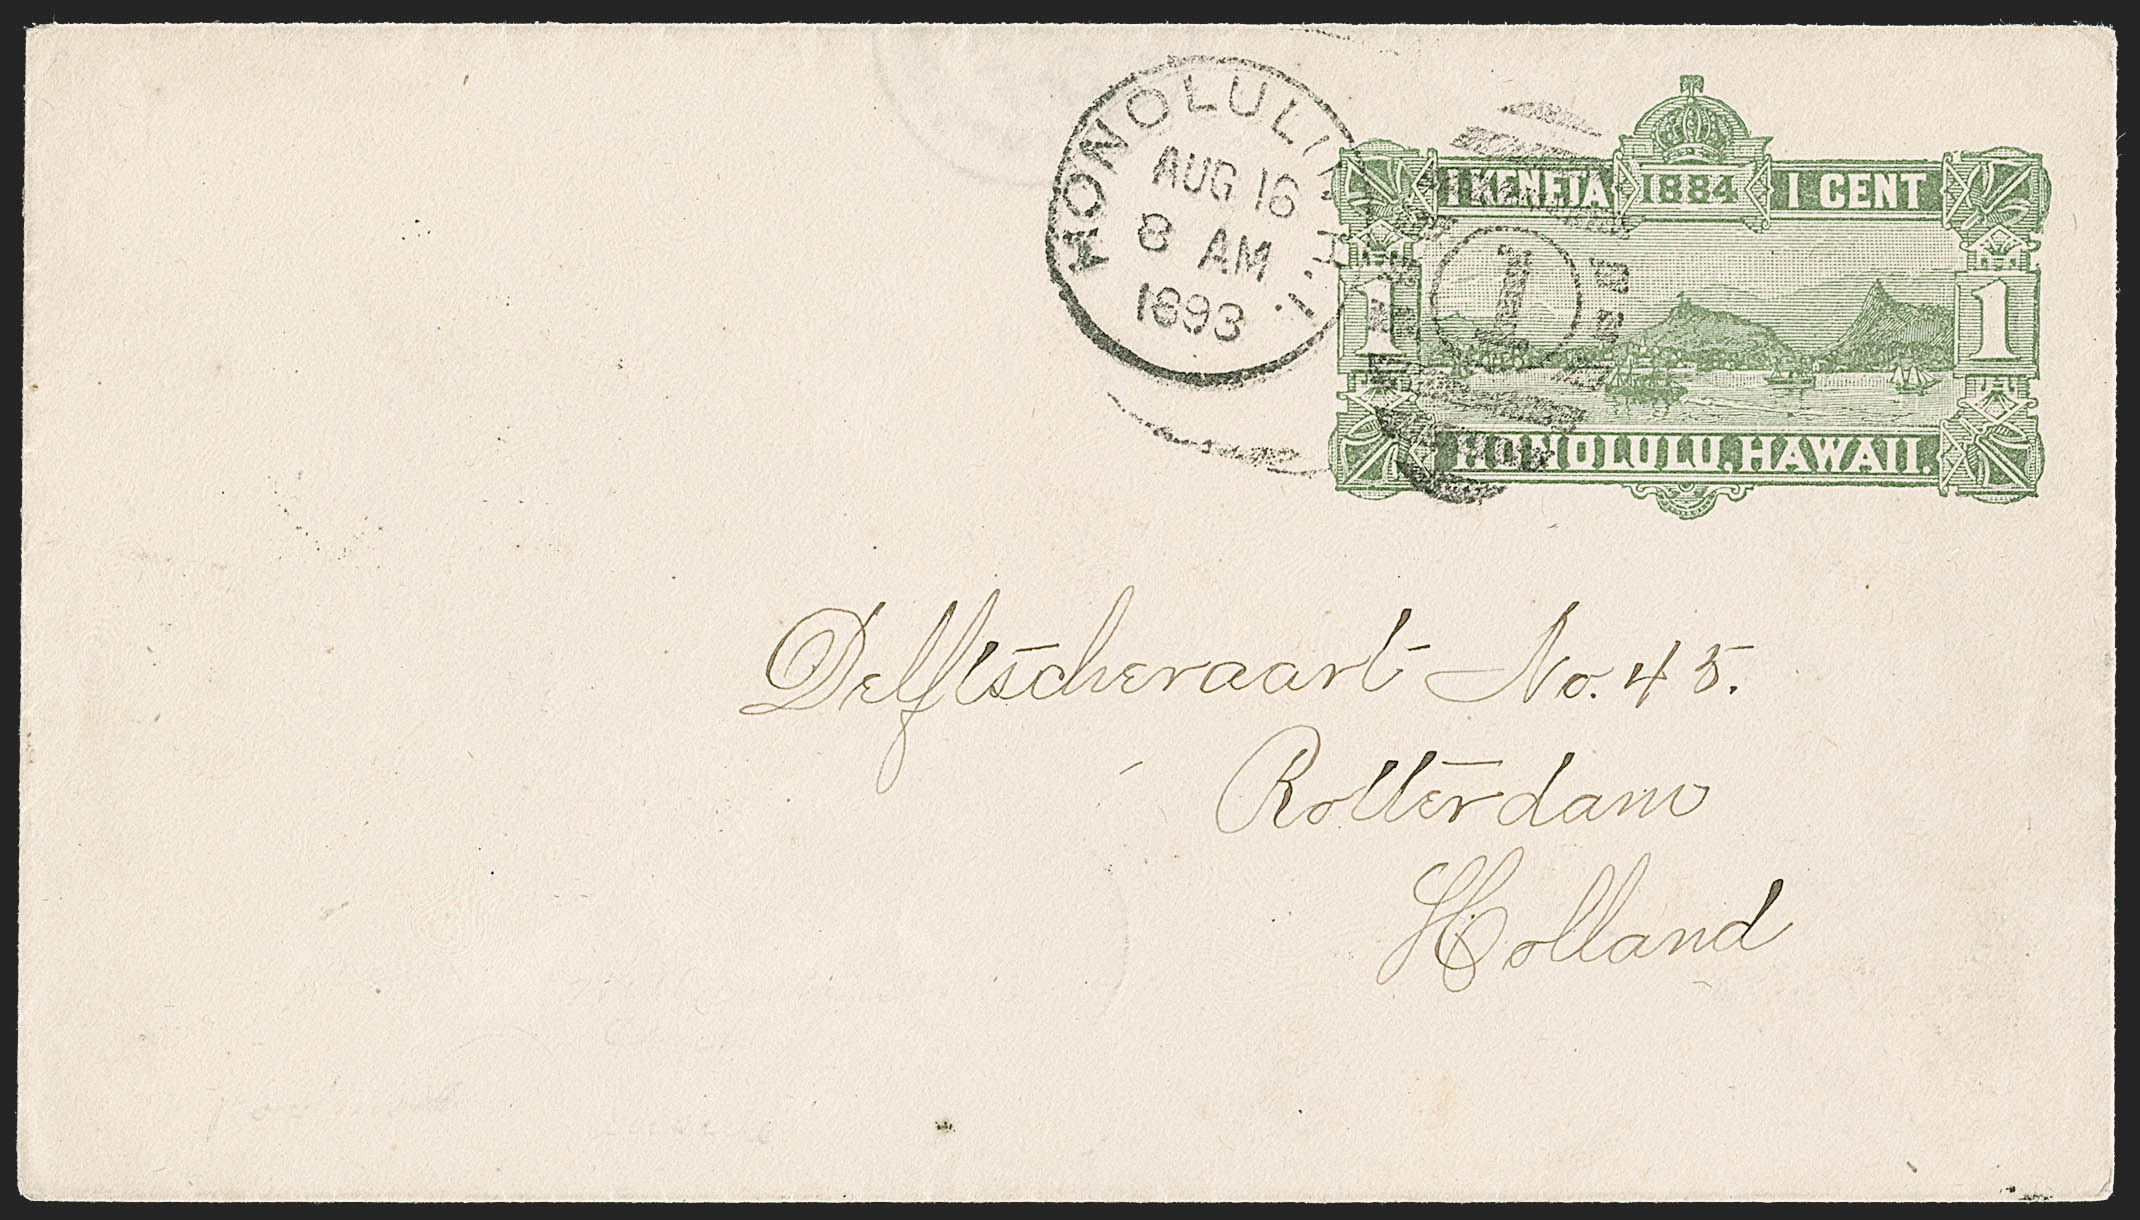 HONOLULU H.I.
AUG 16
8 AM
1893
1
1 KENETA 1884 1 CENT
1 1
HONOLULU, HAWAII.
Delftscheraart No. 45.
Rotterdam
Holland